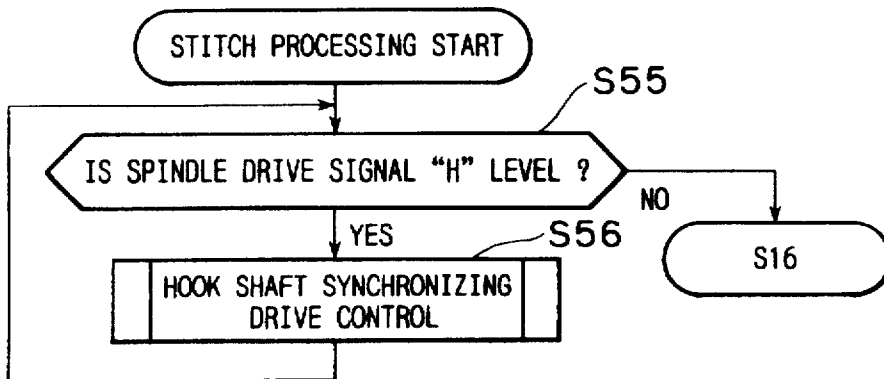 STITCH PROCESSING START
S55
IS SPINDLE DRIVE SIGNAL “H” LEVEL ?
NO
YES
S56
S16
HOOK SHAFT SYNCHRONIZING
DRIVE CONTROL